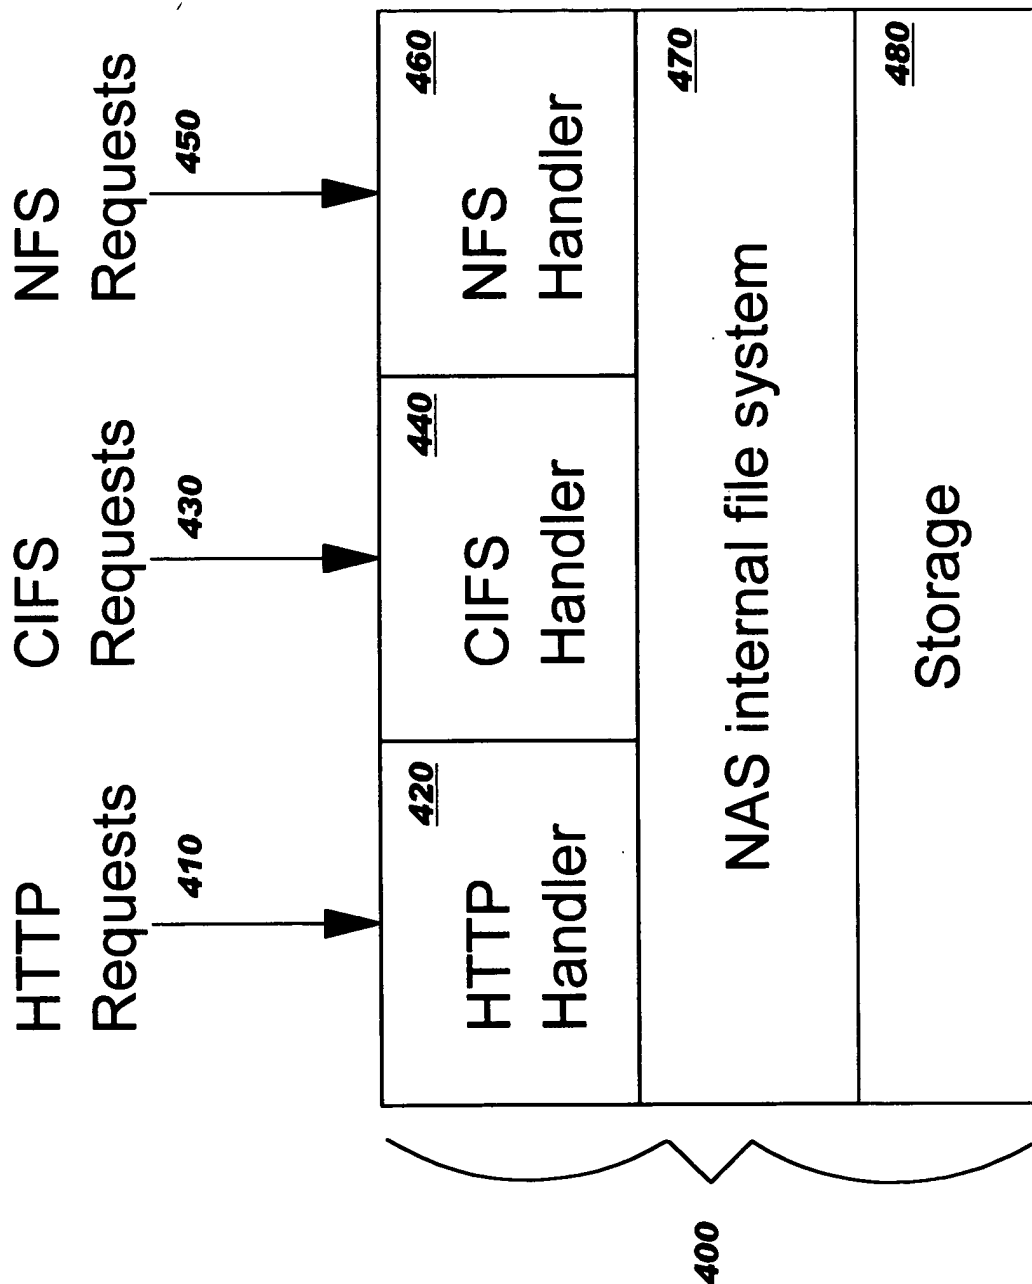 HTTP
Requests
410
CIFS
Requests
430
NFS
Requests
450
420
HTTP
Handler
440
CIFS
Handler
460
NFS
Handler
470
NAS internal file system
480
Storage
400